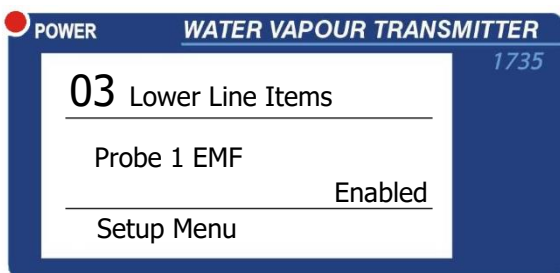 POWER WATER VAPOUR TRANSMITTER
1735
03 Lower Line Items
Probe 1 EMF
Enabled
Setup Menu